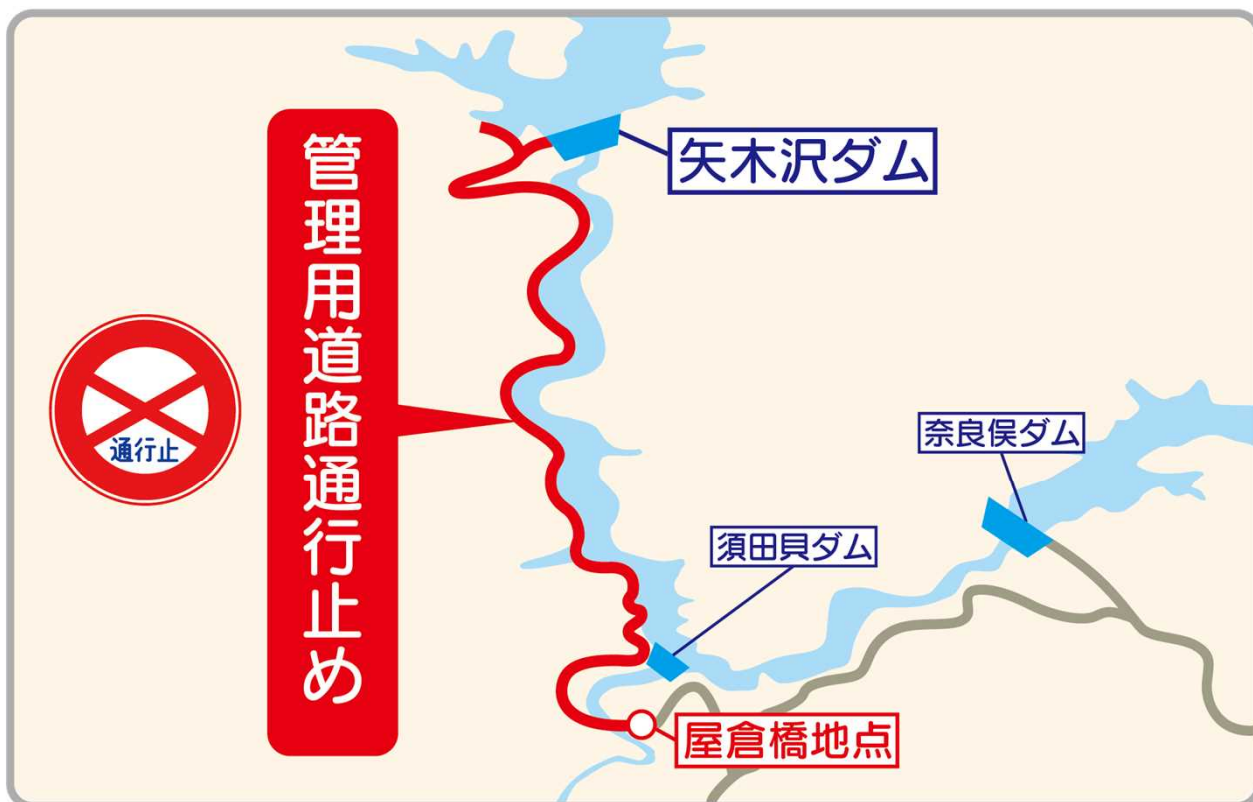 管理用道路通行止め
通行止
矢木沢ダム
奈良俣ダム
須田貝ダム
屋倉橋地点